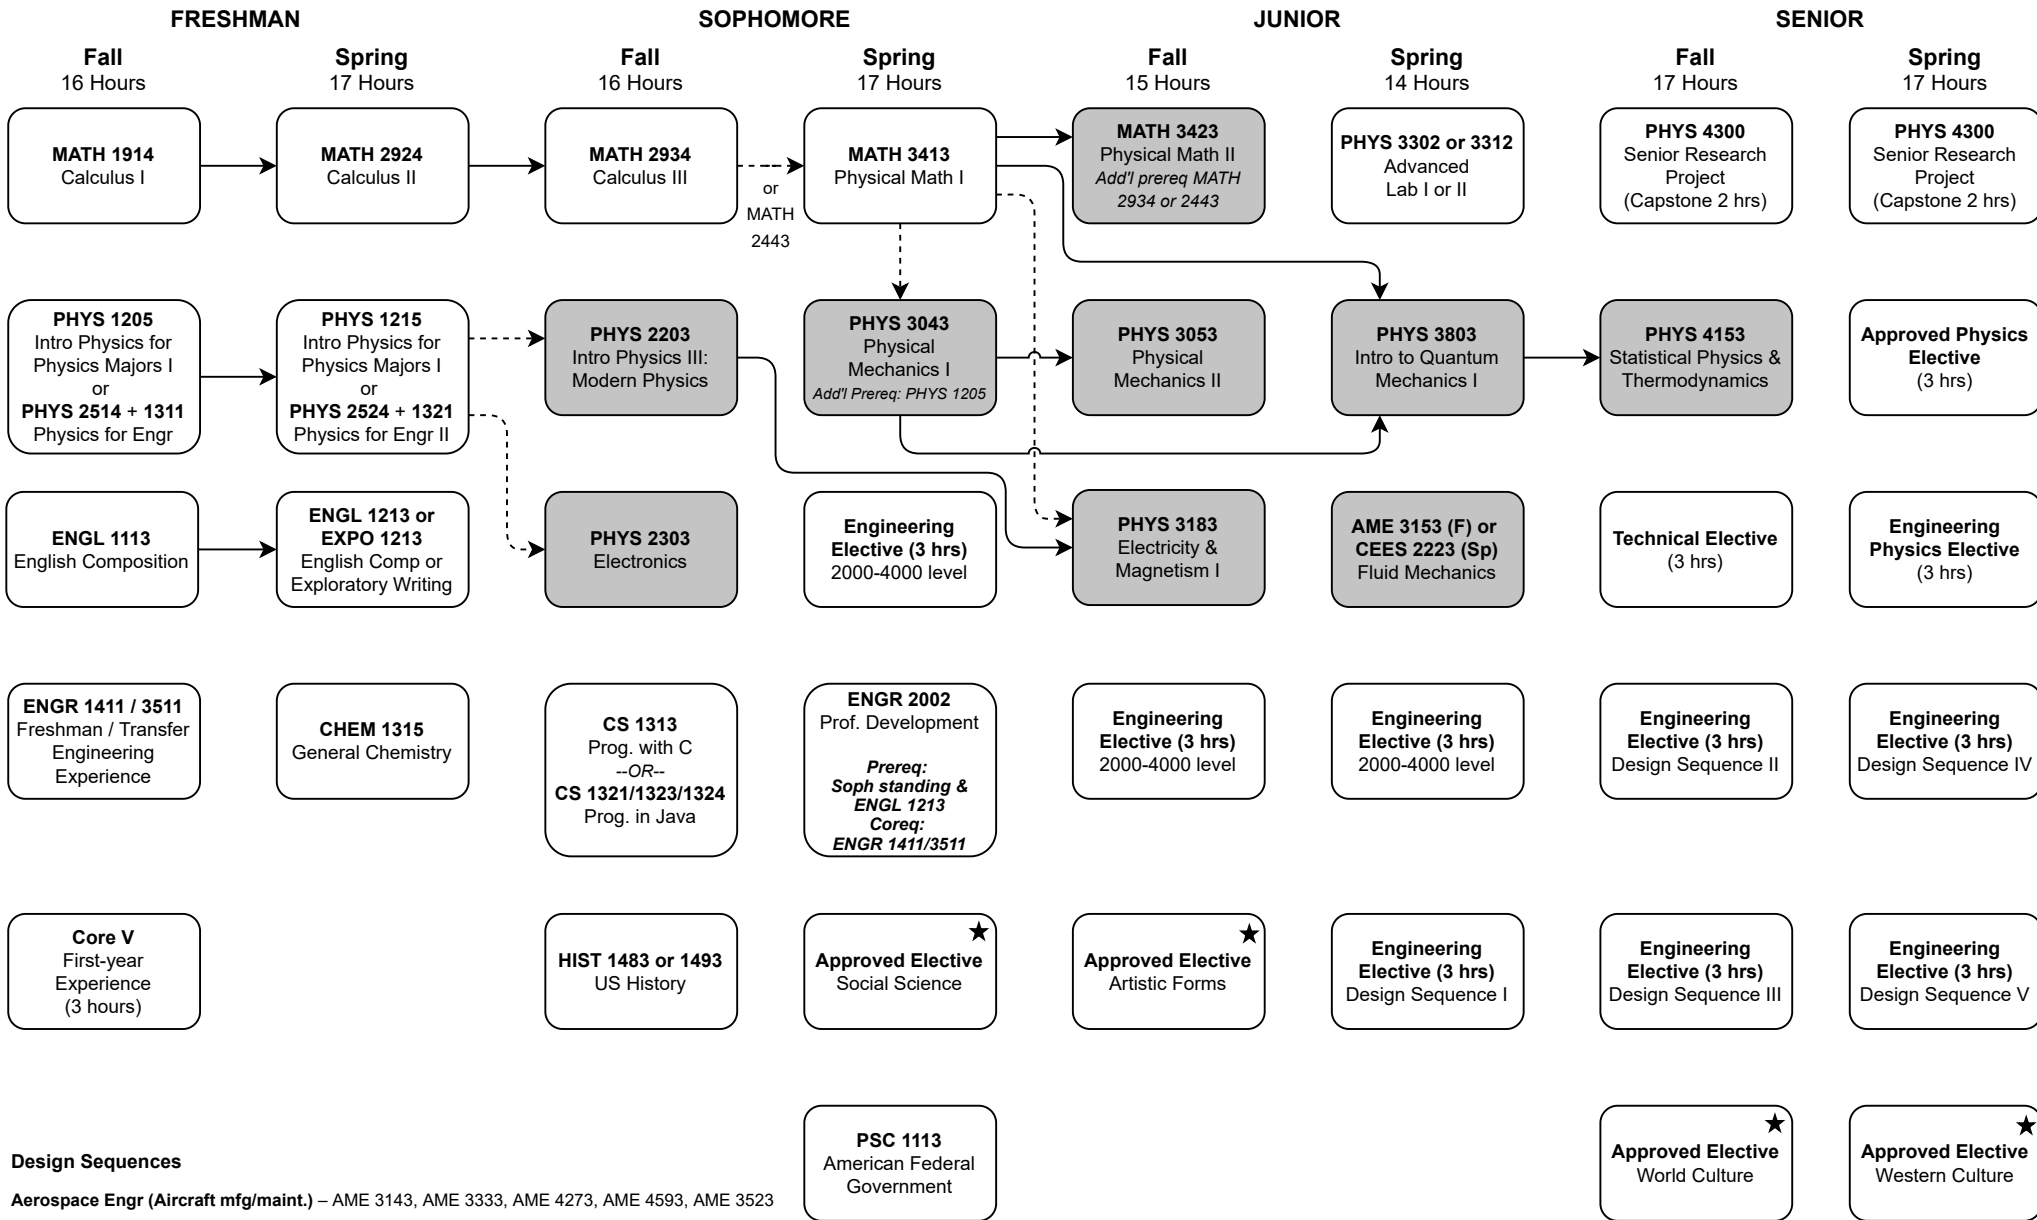 FRESHMAN
SOPHOMORE
JUNIOR
SENIOR
Fall
16 Hours
Spring
17 Hours
Fall
16 Hours
Spring
17 Hours
Fall
15 Hours
Spring
14 Hours
Fall
17 Hours
Spring
17 Hours
MATH 1914
Calculus I
MATH 2924
Calculus II
MATH 2934
Calculus III
or
MATH
2443
MATH 3413
Physical Math I
MATH 3423
Physical Math II
Add'l prereq MATH
2934 or 2443
PHYS 3302 or 3312
Advanced
Lab I or II
PHYS 4300
Senior Research
Project
(Capstone 2 hrs)
PHYS 4300
Senior Research
Project
(Capstone 2 hrs)
PHYS 1205
Intro Physics for
Physics Majors I
or
PHYS 2514 + 1311
Physics for Engr
PHYS 1215
Intro Physics for
Physics Majors I
or
PHYS 2524 + 1321
Physics for Engr II
PHYS 2203
Intro Physics III:
Modern Physics
PHYS 3043
Physical
Mechanics I
Add'l Prereq: PHYS 1205
PHYS 3053
Physical
Mechanics II
PHYS 3803
Intro to Quantum
Mechanics I
PHYS 4153
Statistical Physics &
Thermodynamics
Approved Physics
Elective
(3 hrs)
ENGL 1113
English Composition
ENGL 1213 or
EXPO 1213
English Comp or
Exploratory Writing
PHYS 2303
Electronics
Engineering
Elective (3 hrs)
2000-4000 level
PHYS 3183
Electricity &
Magnetism I
AME 3153 (F) or
CEES 2223 (Sp)
Fluid Mechanics
Technical Elective
(3 hrs)
Engineering
Physics Elective
(3 hrs)
ENGR 1411 / 3511
Freshman / Transfer
Engineering
Experience
CHEM 1315
General Chemistry
CS 1313
Prog. with C
--OR--
CS 1321/1323/1324
Prog. in Java
ENGR 2002
Prof. Development
Prereq:
Soph standing &
ENGL 1213
Coreq:
ENGR 1411/3511
Engineering
Elective (3 hrs)
2000-4000 level
Engineering
Elective (3 hrs)
2000-4000 level
Engineering
Elective (3 hrs)
Design Sequence II
Engineering
Elective (3 hrs)
Design Sequence IV
Core V
First-year
Experience
(3 hours)
HIST 1483 or 1493
US History
Approved Elective
Social Science
Approved Elective
Artistic Forms
Engineering
Elective (3 hrs)
Design Sequence I
Engineering
Elective (3 hrs)
Design Sequence III
Engineering
Elective (3 hrs)
Design Sequence V
PSC 1113
American Federal
Government
Approved Elective
World Culture
Approved Elective
Western Culture
Design Sequences
Aerospace Engr (Aircraft mfg/maint.) – AME 3143, AME 3333, AME 4273, AME 4593, AME 3523